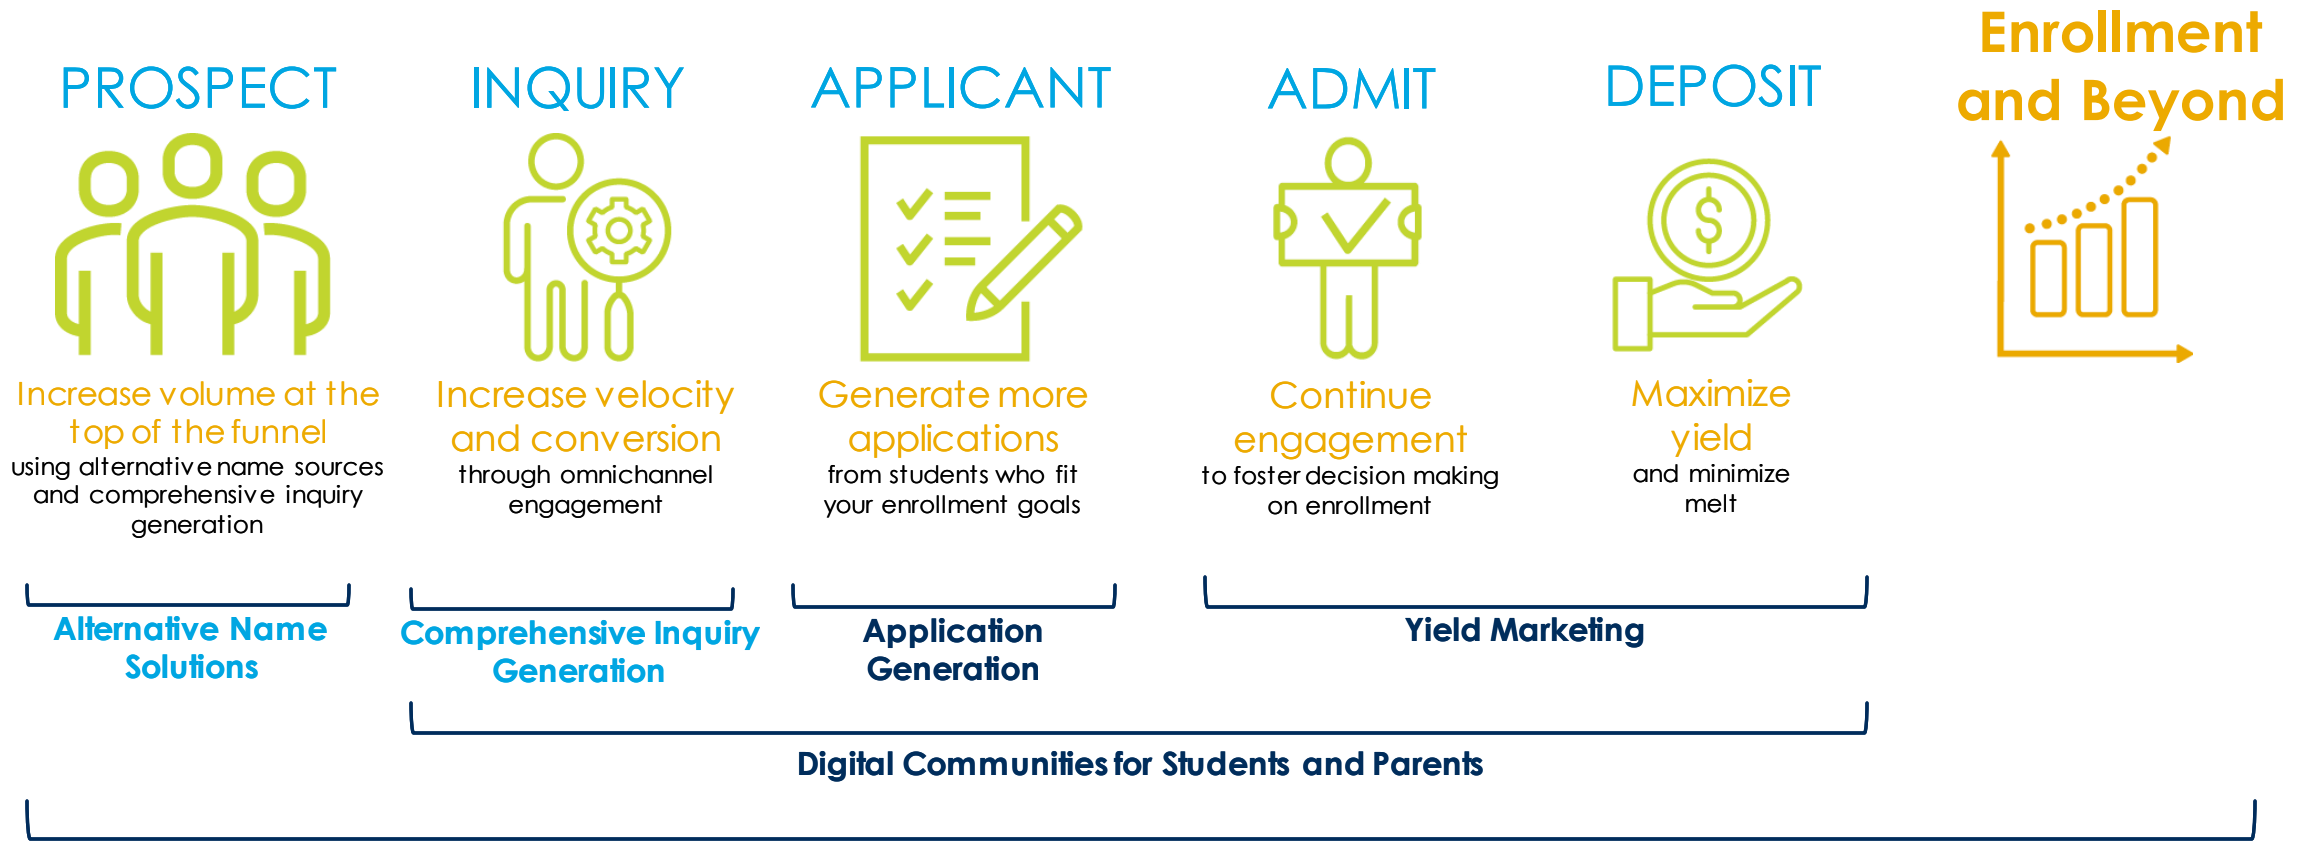 PROSPECT
Increase volume at the
top of the funnel
using alternative name sources
and comprehensive inquiry
generation
INQUIRY
Increase velocity
and conversion
through omnichannel
engagement
APPLICANT
Generate more
applications
from students who fit
your enrollment goals
ADMIT
Continue
engagement
to foster decision making
on enrollment
DEPOSIT
$
Maximize
yield
and minimize
melt
Enrollment
and Beyond
Alternative Name
Solutions
Comprehensive Inquiry
Generation
Application
Generation
Yield Marketing
Digital Communities for Students and Parents